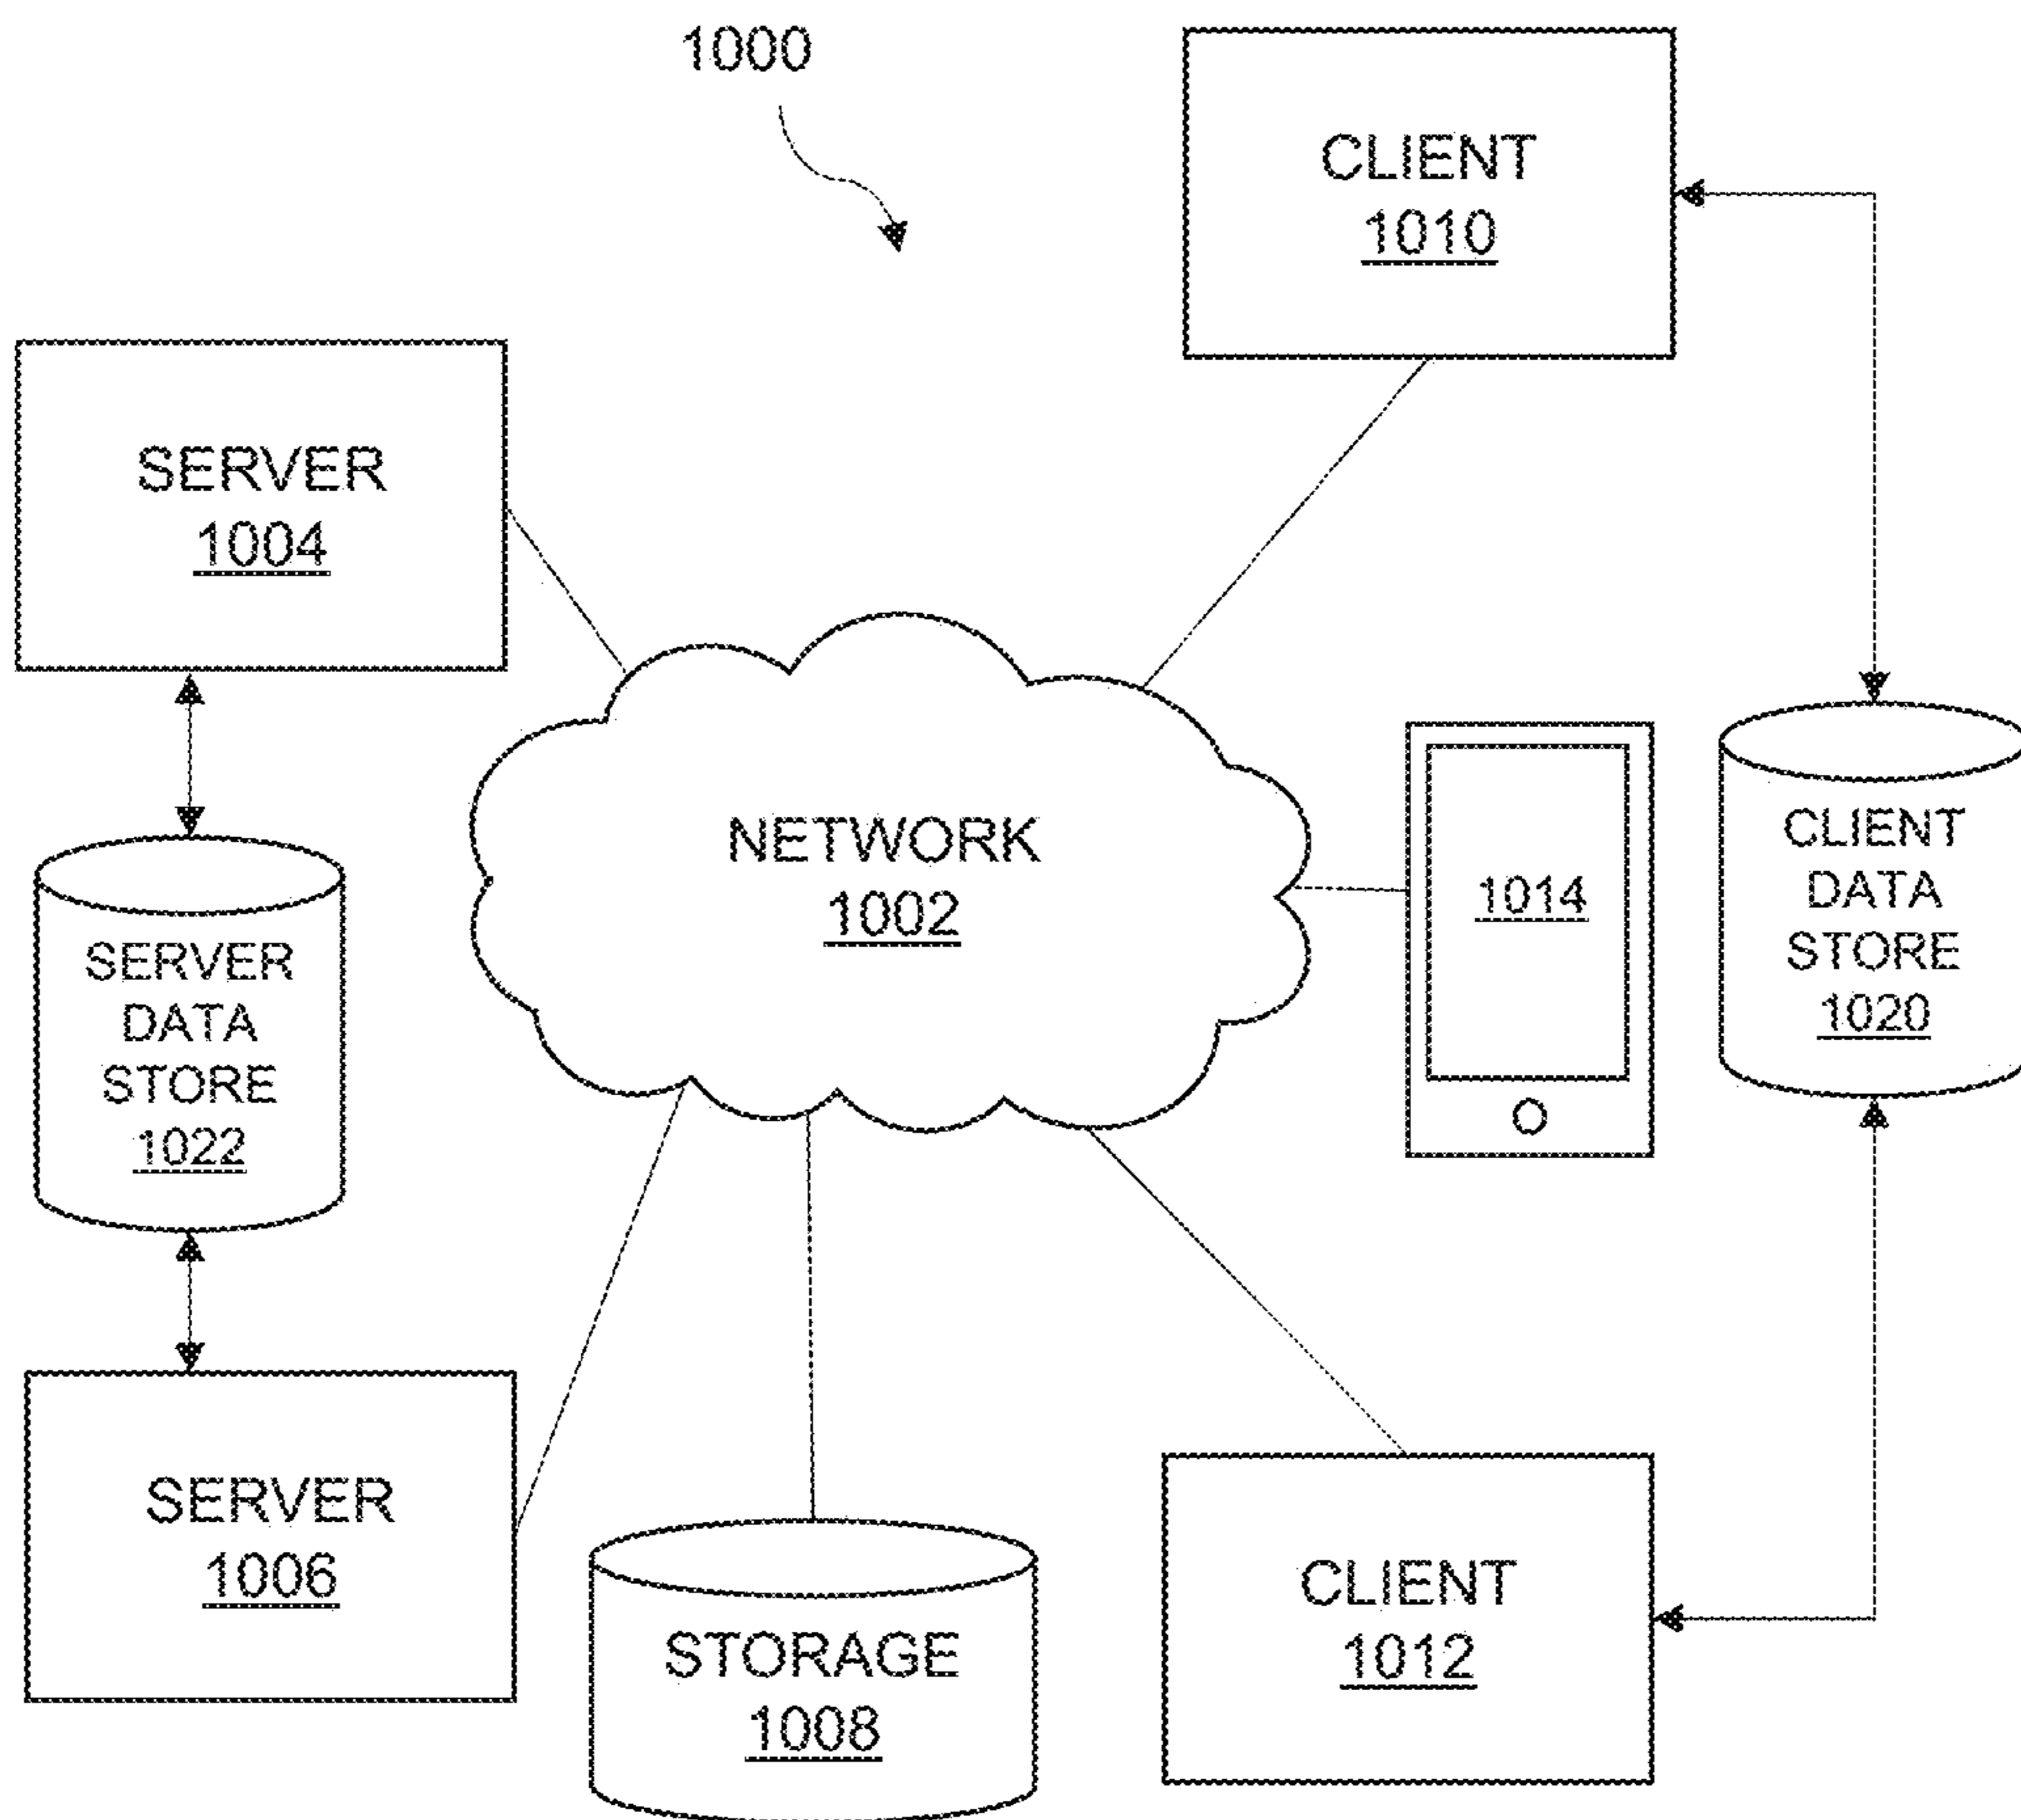 1000
CLIENT
1010
SERVER
1004
NETWORK
1002
1014
CLIENT
DATA
STORE
1020
SERVER
DATA
STORE
1022
SERVER
1006
STORAGE
1008
CLIENT
1012